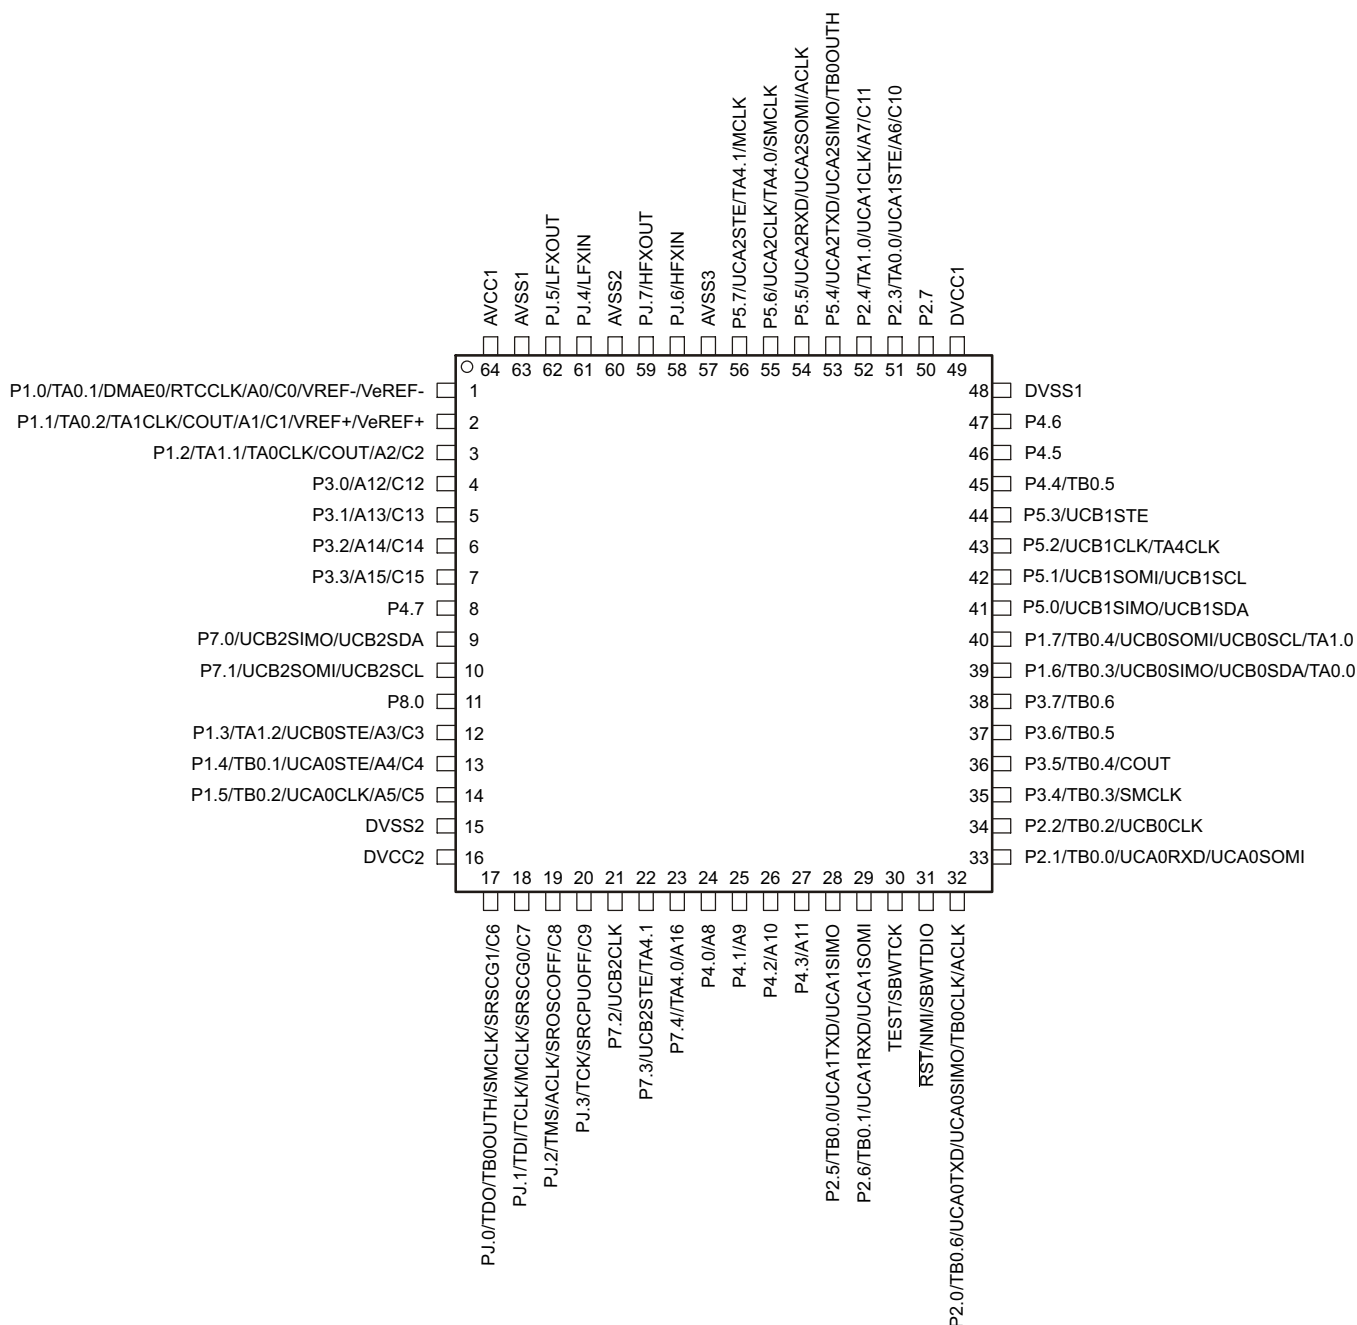 AVCC1
AVSS1
PJ.5/LFXOUT
PJ.4/LFXIN
AVSS2
PJ.7/HFXOUT
PJ.6/HFXIN
AVSS3
P5.7/UCA2STE/TA4.1/MCLK
P5.6/UCA2CLK/TA4.0/SMCLK
P5.5/UCA2RXD/UCA2SOMI/ACLK
P5.4/UCA2TXD/UCA2SIMO/TB0OUTH
P2.4/TA1.0/UCA1CLK/A7/C11
P2.3/TA0.0/UCA1STE/A6/C10
P2.7
DVCC1
64 63 62 61 60 59 58 57 56 55 54 53 52 51 50 49
P1.0/TA0.1/DMAE0/RTCCLK/A0/C0/VREF-/VeREF- 1
P1.1/TA0.2/TA1CLK/COUT/A1/C1/VREF+/VeREF+ 2
P1.2/TA1.1/TA0CLK/COUT/A2/C2 3
P3.0/A12/C12 4
P3.1/A13/C13 5
P3.2/A14/C14 6
P3.3/A15/C15 7
P4.7 8
P7.0/UCB2SIMO/UCB2SDA 9
P7.1/UCB2SOMI/UCB2SCL 10
P8.0 11
P1.3/TA1.2/UCB0STE/A3/C3 12
P1.4/TB0.1/UCA0STE/A4/C4 13
P1.5/TB0.2/UCA0CLK/A5/C5 14
DVSS2 15
DVCC2 16
48 DVSS1
47 P4.6
46 P4.5
45 P4.4/TB0.5
44 P5.3/UCB1STE
43 P5.2/UCB1CLK/TA4CLK
42 P5.1/UCB1SOMI/UCB1SCL
41 P5.0/UCB1SIMO/UCB1SDA
40 P1.7/TB0.4/UCB0SOMI/UCB0SCL/TA1.0
39 P1.6/TB0.3/UCB0SIMO/UCB0SDA/TA0.0
38 P3.7/TB0.6
37 P3.6/TB0.5
36 P3.5/TB0.4/COUT
35 P3.4/TB0.3/SMCLK
34 P2.2/TB0.2/UCB0CLK
33 P2.1/TB0.0/UCA0RXD/UCA0SOMI
17 18 19 20 21 22 23 24 25 26 27 28 29 30 31 32
PJ.0/TDO/TB0OUTH/SMCLK/SRSCG1/C6
PJ.1/TDI/TCLK/MCLK/SRSCG0/C7
PJ.2/TMS/ACLK/SROSCOFF/C8
PJ.3/TCK/SRCPUOFF/C9
P7.2/UCB2CLK
P7.3/UCB2STE/TA4.1
P7.4//TA4.0/A16
P4.0/A8
P4.1/A9
P4.2/A10
P4.3/A11
P2.5/TB0.0/UCA1TXD/UCA1SIMO
P2.6/TB0.1/UCA1RXD/UCA1SOMI
TEST/SBWTCK
RST/NMI/SBWTDIO
P2.0/TB0.6/UCA0TXD/UCA0SIMO/TB0CLK/ACLK